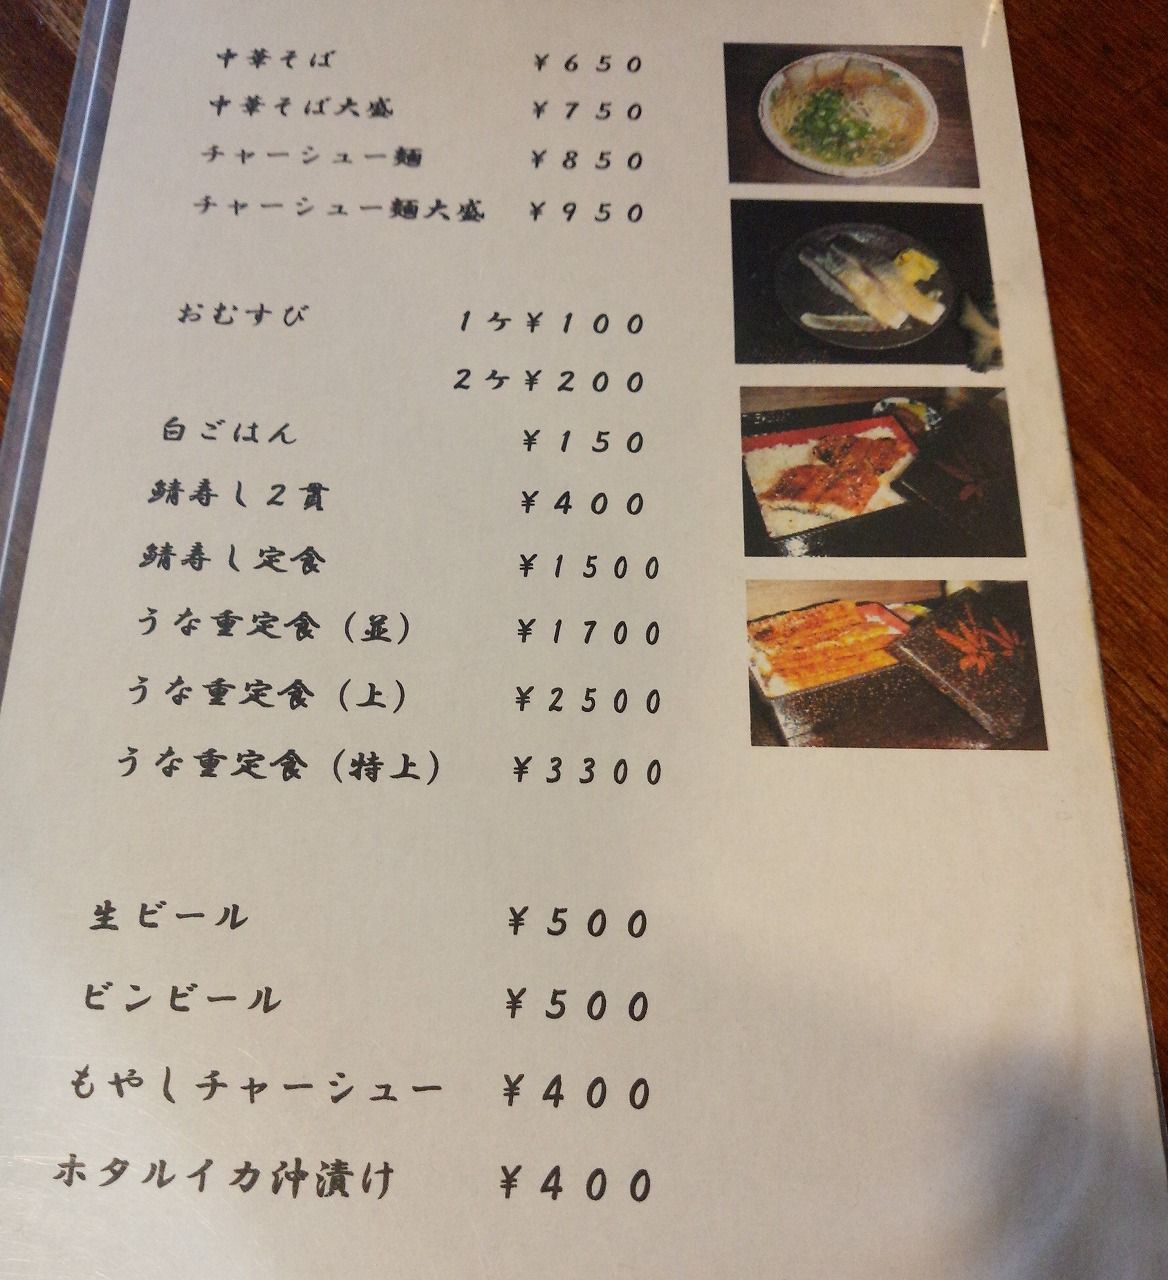 中華そば ¥650
中華そば大盛 ¥750
チャーシュー麺 ¥850
チャーシュー麺大盛 ¥950
おむすび 1ヶ¥100
2ヶ¥200
白ごはん ¥150
鯖寿し2貫 ¥400
鯖寿し定食 ¥1500
うな重定食（並） ¥1700
うな重定食（上） ¥2500
うな重定食（特上） ¥3300
生ビール ¥500
ビンビール ¥500
もやしチャーシュー ¥400
ホタルイカ沖漬け ¥400